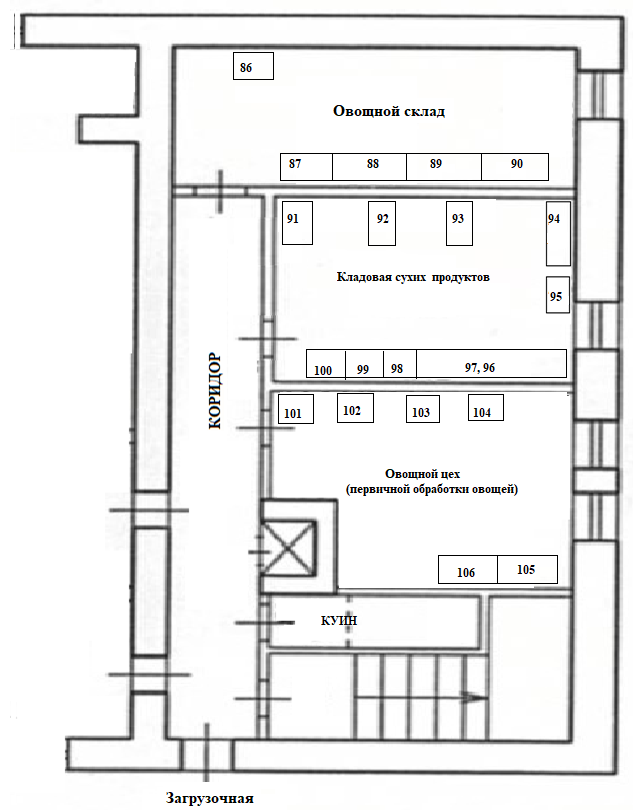 86
Овощной склад
87 88 89 90
91 92 93 94
Кладовая сухих продуктов
95
100 99 98 97, 96
КОРИДОР
101 102 103 104
Овощной цех
(первичной обработки овощей)
106 105
КУИН
Загрузочная